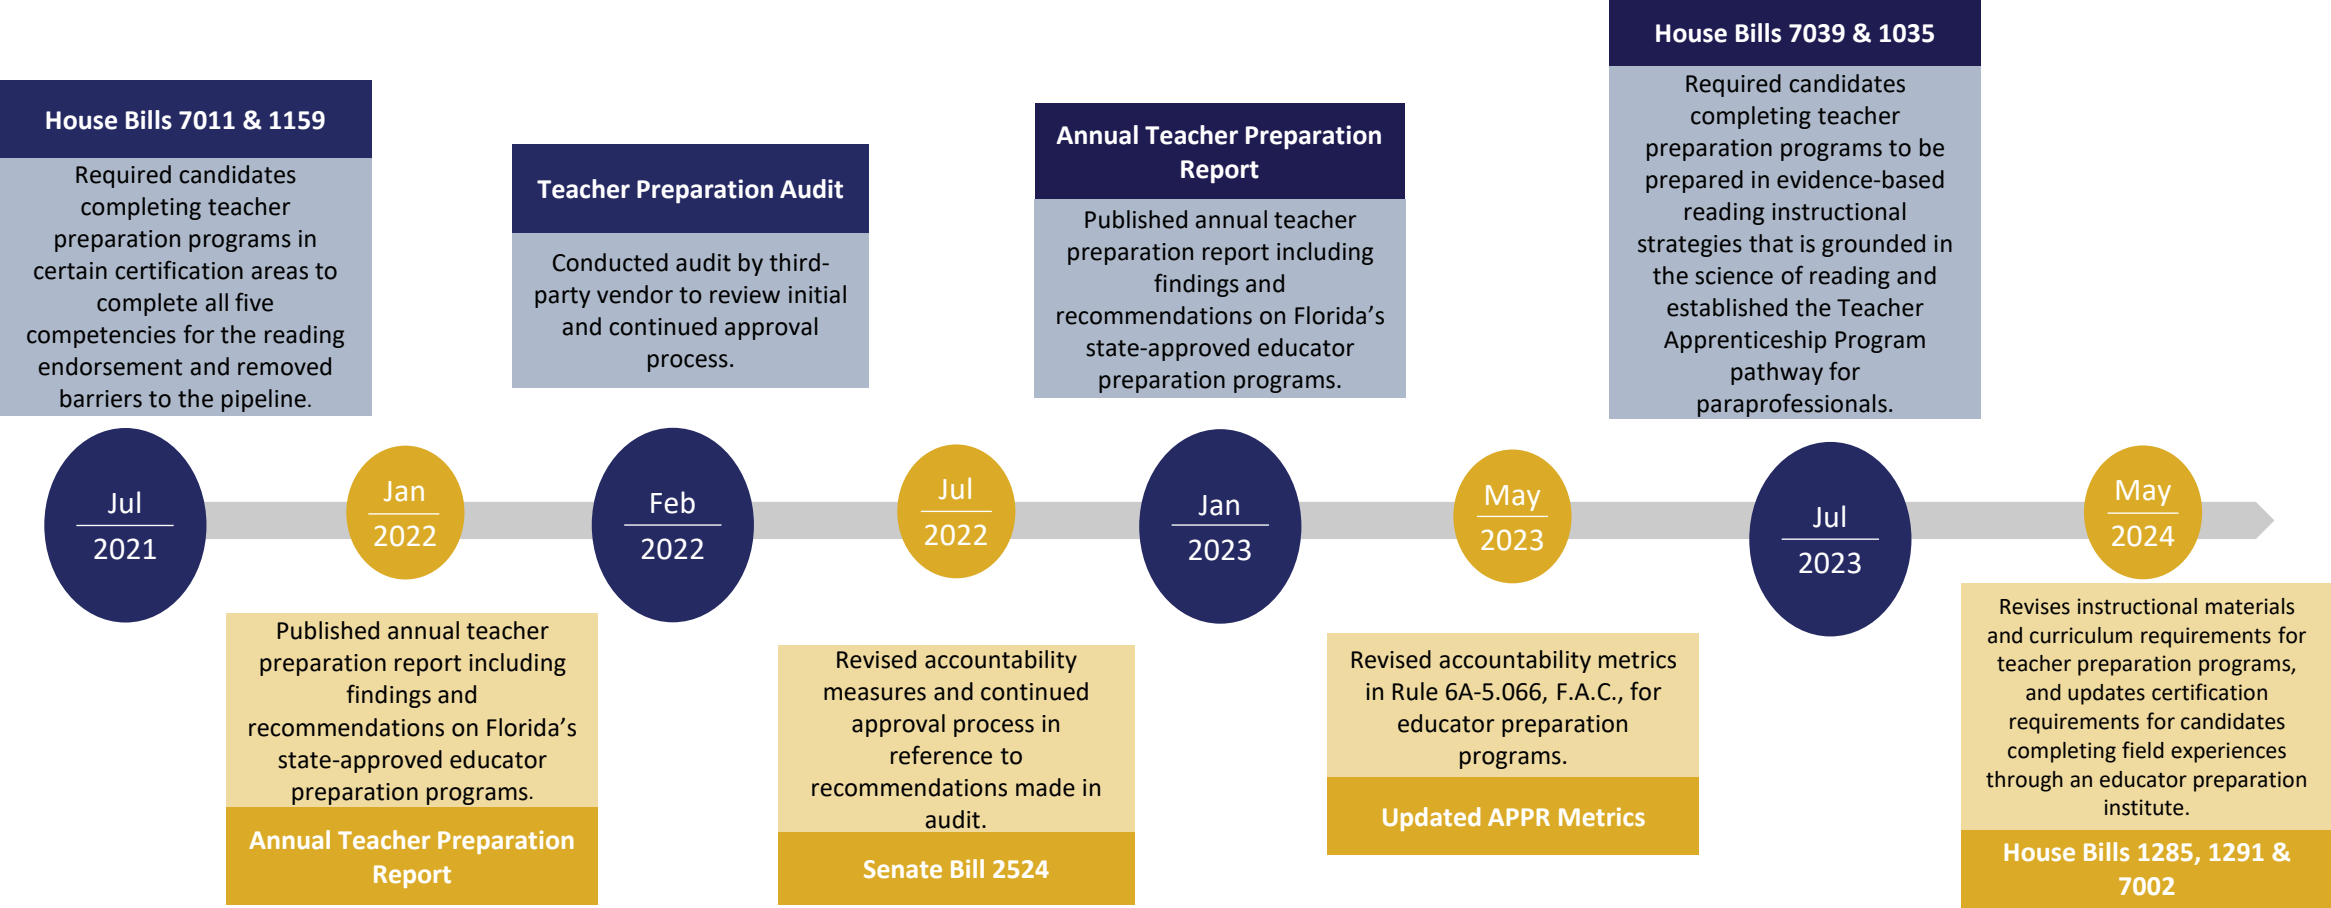 House Bills 7011 & 1159
Required candidates
completing teacher
preparation programs in
certain certification areas to
complete all five
competencies for the reading
endorsement and removed
barriers to the pipeline.
Jul
2021
Jan
2022
Published annual teacher
preparation report including
findings and
recommendations on Florida’s
state-approved educator
preparation programs.
Annual Teacher Preparation
Report
Teacher Preparation Audit
Conducted audit by third-
party vendor to review initial
and continued approval
process.
Feb
2022
Jul
2022
Revised accountability
measures and continued
approval process in
reference to
recommendations made in
audit.
Senate Bill 2524
Annual Teacher Preparation
Report
Published annual teacher
preparation report including
findings and
recommendations on Florida’s
state-approved educator
preparation programs.
Jan
2023
May
2023
Revised accountability metrics
in Rule 6A-5.066, F.A.C., for
educator preparation
programs.
Updated APPR Metrics
House Bills 7039 & 1035
Required candidates
completing teacher
preparation programs to be
prepared in evidence-based
reading instructional
strategies that is grounded in
the science of reading and
established the Teacher
Apprenticeship Program
pathway for
paraprofessionals.
Jul
2023
May
2024
Revises instructional materials
and curriculum requirements for
teacher preparation programs,
and updates certification
requirements for candidates
completing field experiences
through an educator preparation
institute.
House Bills 1285, 1291 &
7002